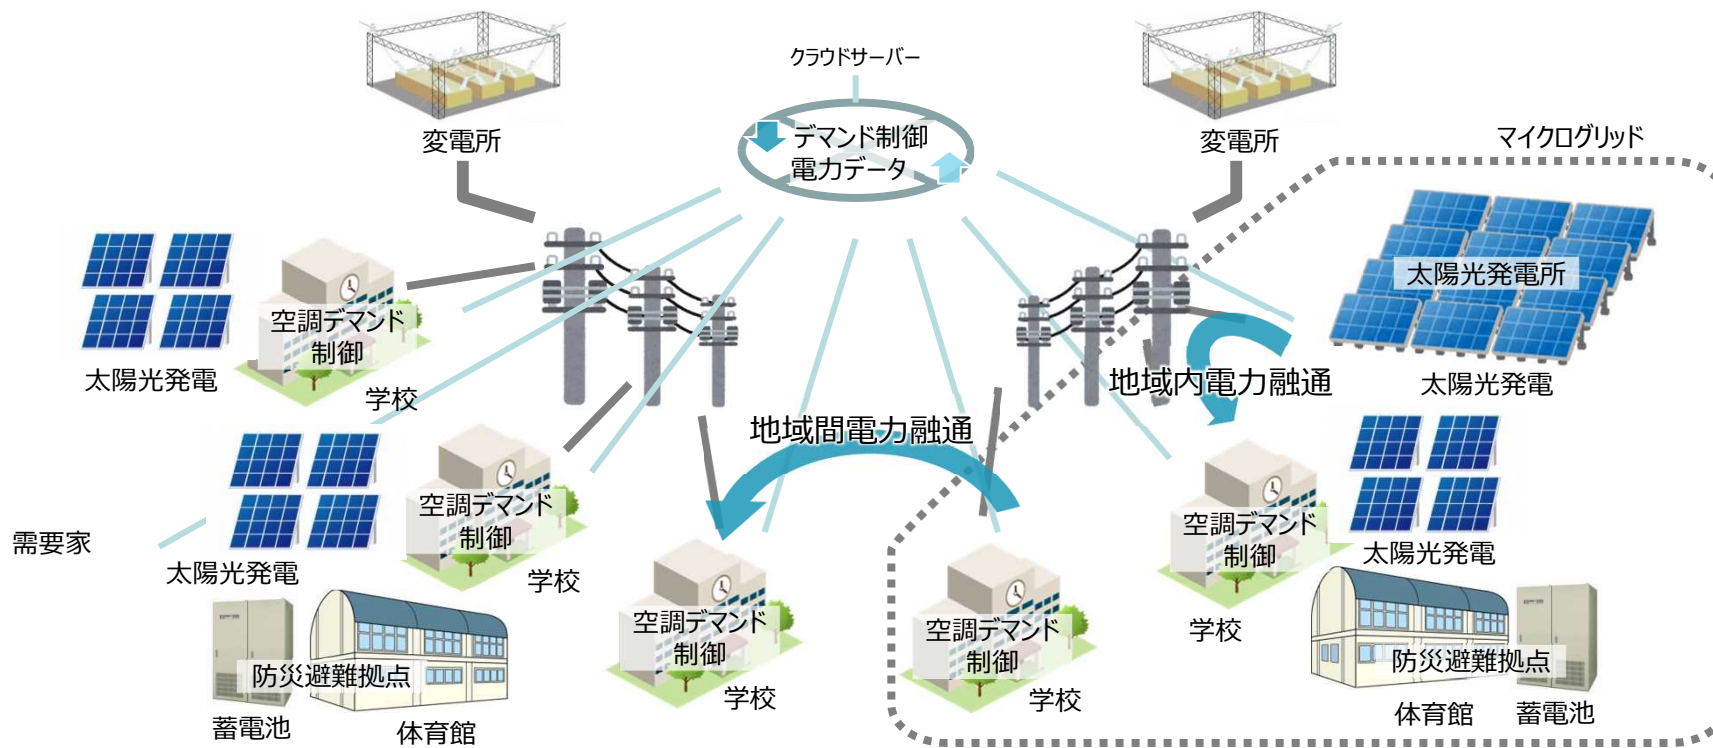 クラウドサーバー
デマンド制御
電力データ
変電所
変電所
マイクログリッド
太陽光発電所
太陽光発電
空調デマンド
制御
太陽光発電
学校
地域内電力融通
地域間電力融通
空調デマンド
制御
太陽光発電
学校
需要家
空調デマンド
制御
太陽光発電
学校
空調デマンド
制御
学校
空調デマンド
制御
学校
防災避難拠点
蓄電池
体育館
防災避難拠点
体育館
蓄電池